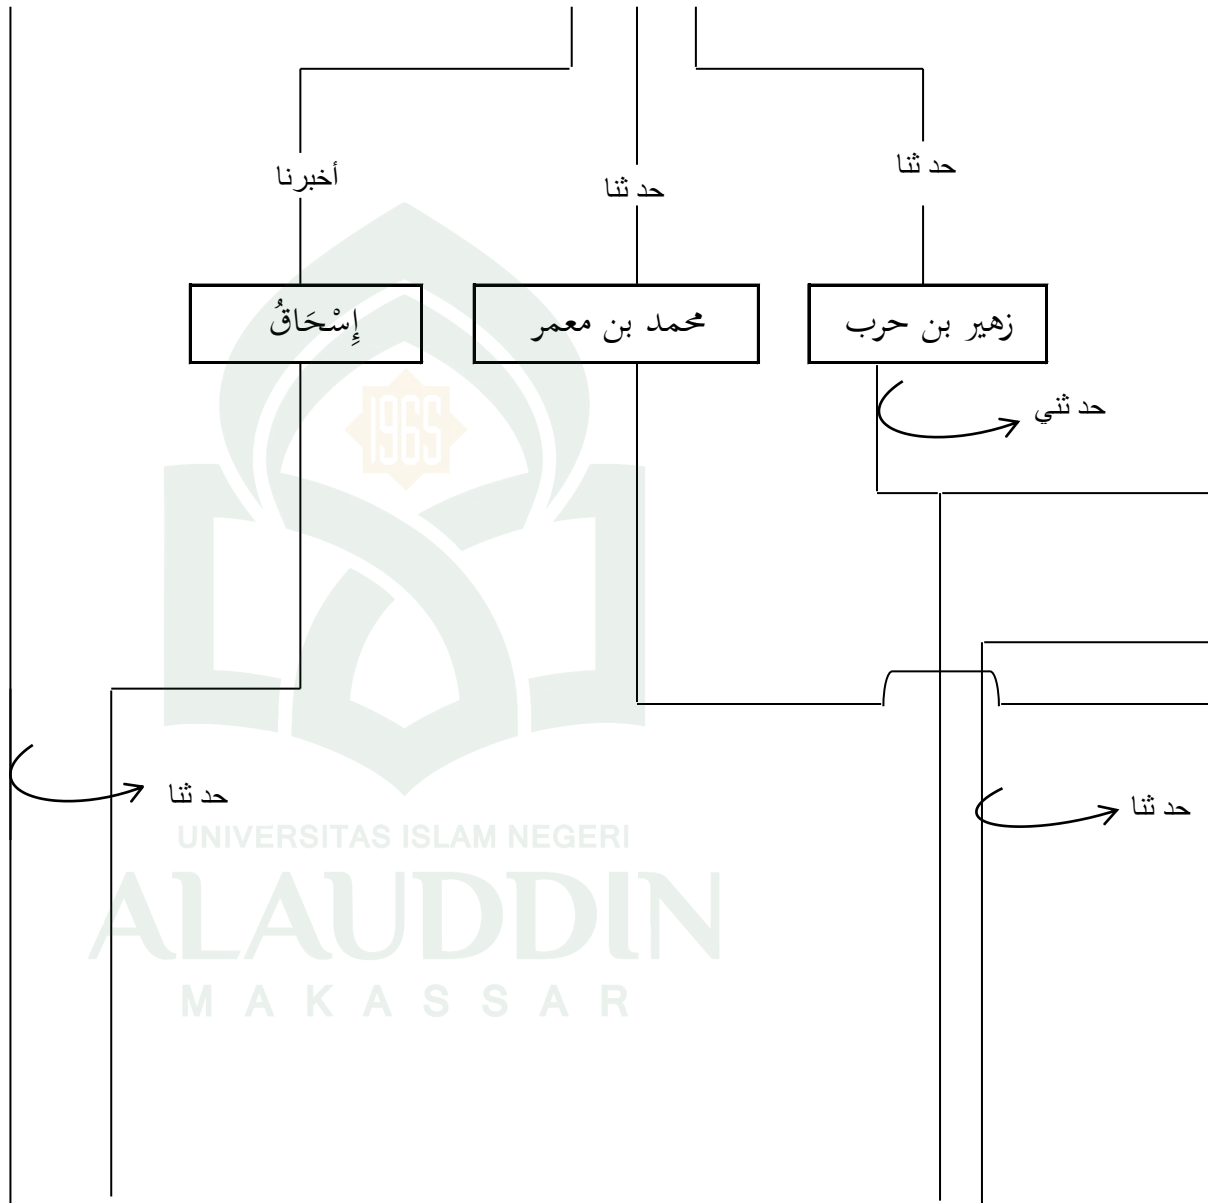 أخبرنا
حد ثنا
حد ثنا
إِسْحَاقُ
محمد بن معمر
زهير بن حرب
حد ثني
1965
حد ثنا
حد ثنا
UNIVERSITAS ISLAM NEGERI
ALAUDDIN
MAKASSAR